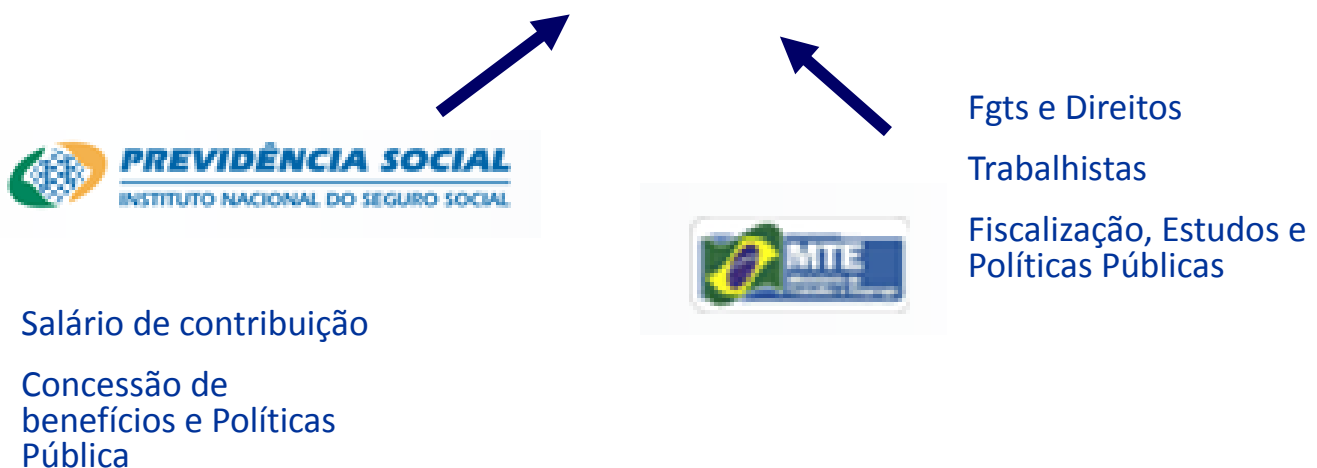 Fgts e Direitos
Trabalhistas
Fiscalização, Estudos e
Políticas Públicas
PREVIDÊNCIA SOCIAL
INSTITUTO NACIONAL DO SEGURO SOCIAL
MTE
Salário de contribuição
Concessão de
benefícios e Políticas
Pública